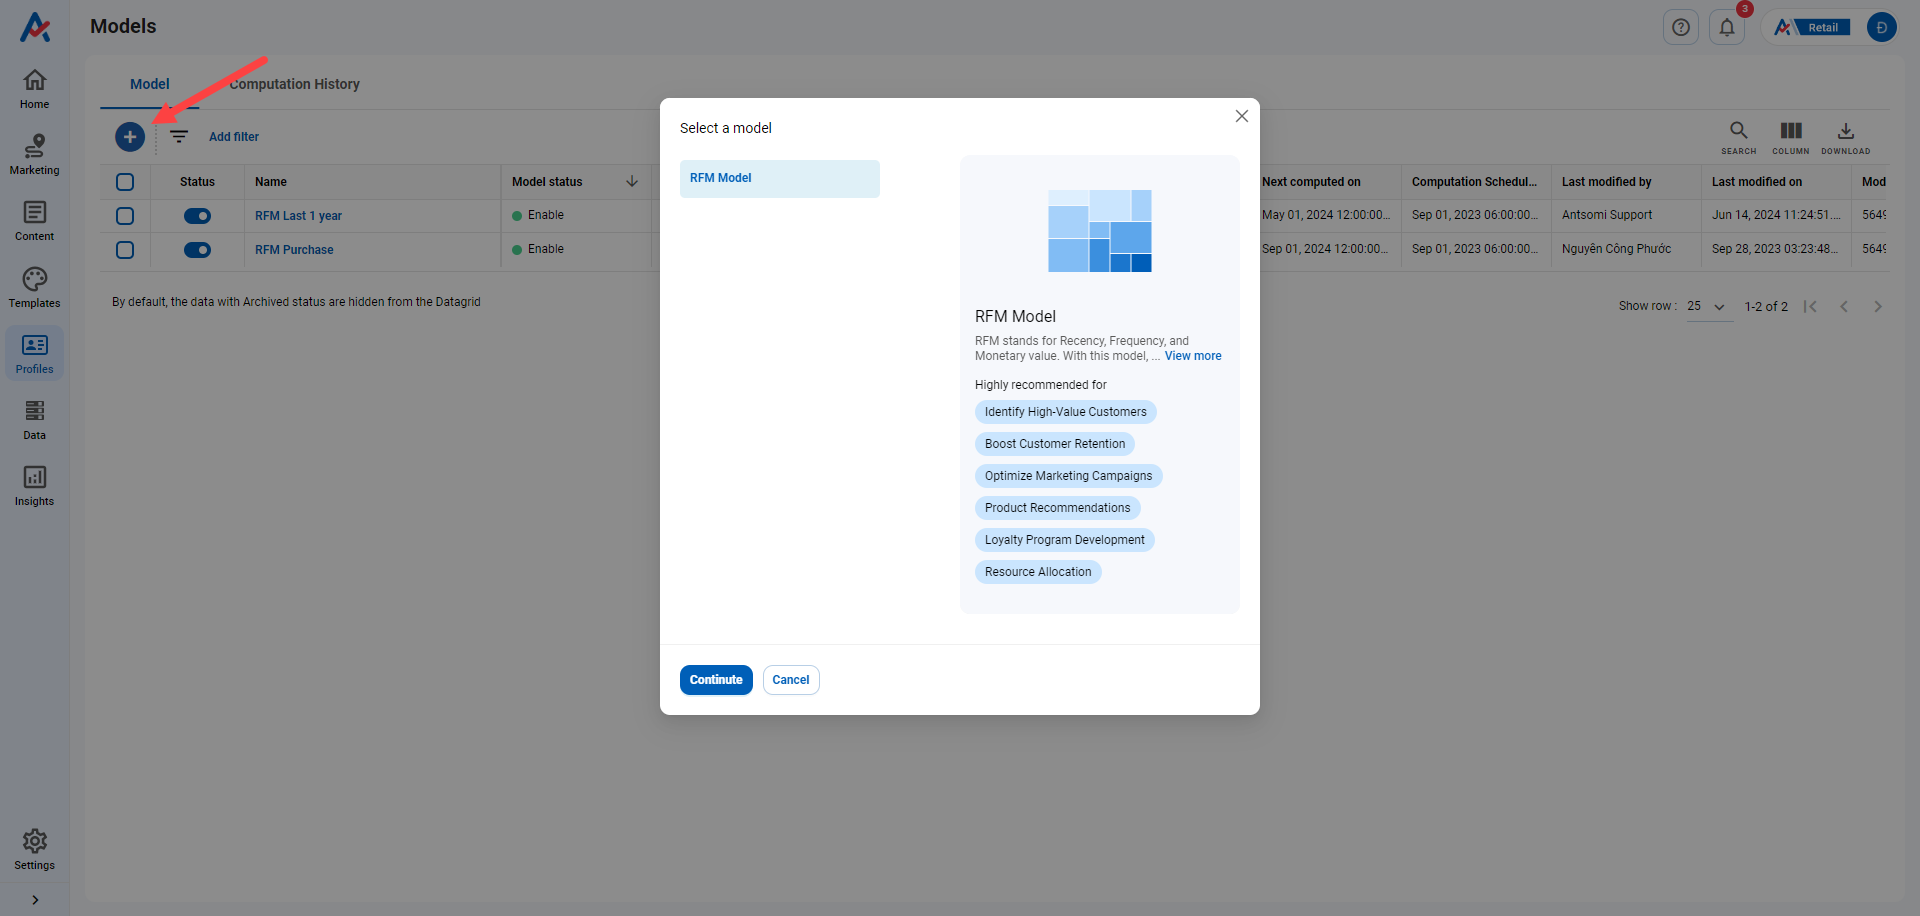 Models
3
Retail
Đ
Home
Marketing
Content
Templates
Profiles
Data
Insights
Settings
Model
Computation History
Add filter
SEARCH
COLUMN
DOWNLOAD
Status
Name
Model status
Next computed on
Computation Schedul...
Last modified by
Last modified on
Mod
RFM Last 1 year
Enable
May 01, 2024 12:00:00...
Sep 01, 2023 06:00:00...
Antsomi Support
Jun 14, 2024 11:24:51....
5649
RFM Purchase
Enable
Sep 01, 2024 12:00:00...
Sep 01, 2023 06:00:00...
Nguyễn Công Phước
Sep 28, 2023 03:23:48...
5649
By default, the data with Archived status are hidden from the Datagrid
Show row :
25
1-2 of 2
Select a model
RFM Model
RFM Model
RFM stands for Recency, Frequency, and
Monetary value. With this model, ... View more
Highly recommended for
Identify High-Value Customers
Boost Customer Retention
Optimize Marketing Campaigns
Product Recommendations
Loyalty Program Development
Resource Allocation
Continute
Cancel